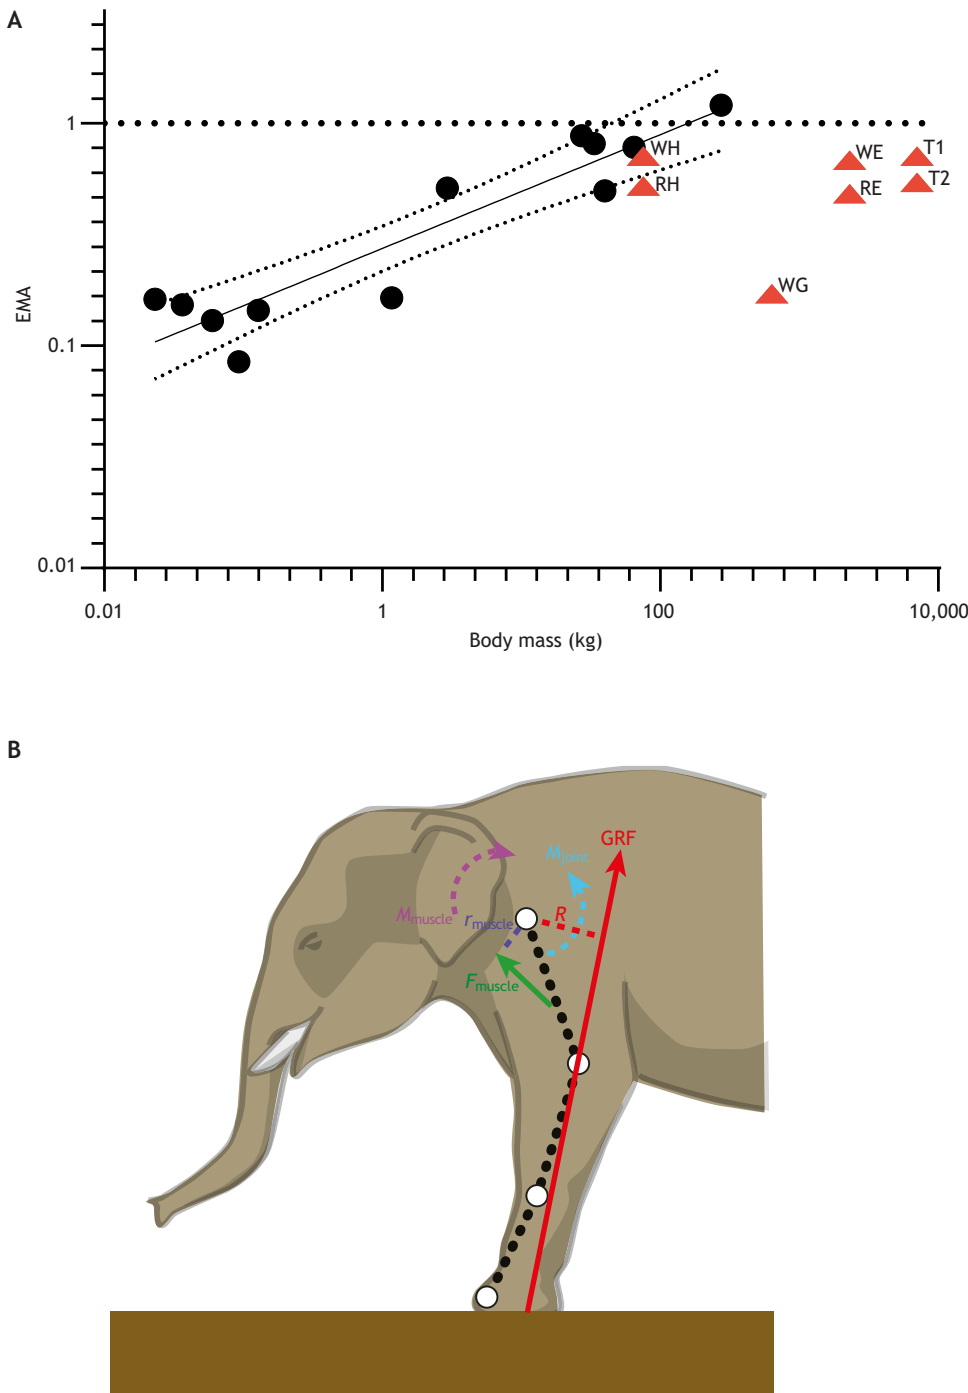 A
1
WH
RH
WE
RE
T1
T2
WG
EMA
0.1
0.01
0.01
1
100
10,000
Body mass (kg)
B
GRF
Mjoint
R
Mmuscle
rmuscle
Fmuscle